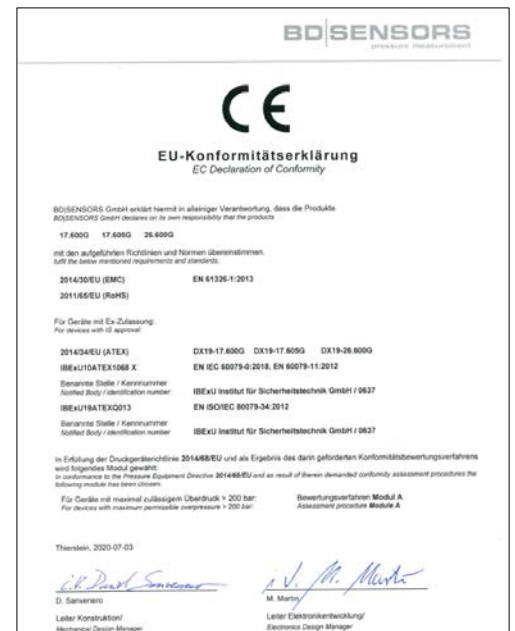 BD|SENSORS
pressure measurement
CE
EU-Konformitätserklärung
EC Declaration of Conformity
BD|SENSORS GmbH erklärt hiermit in alleiniger Verantwortung, dass die Produkte
BD|SENSORS GmbH declares on its own responsibility that the products
17.600G 17.605G 26.600G
mit den aufgeführten Richtlinien und Normen übereinstimmen.
fulfil the below mentioned requirements and standards.
2014/30/EU (EMC) EN 61326-1:2013
2011/65/EU (RoHS)
Für Geräte mit Ex-Zulassung:
For devices with IS approval:
2014/34/EU (ATEX) DX19-17.600G DX19-17.605G DX19-26.600G
IBExU10ATEX1068 X EN IEC 60079-0:2018, EN 60079-11:2012
Benannte Stelle / Kennnummer
Notified Body / identification number: IBExU Institut für Sicherheitstechnik GmbH / 0637
IBExU19ATEXQ013 EN ISO/IEC 80079-34:2012
Benannte Stelle / Kennnummer
Notified Body / identification number: IBExU Institut für Sicherheitstechnik GmbH / 0637
In Erfüllung der Druckgeräterichtlinie 2014/68/EU und als Ergebnis des darin geforderten Konformitätsbewertungsverfahrens
wird folgendes Modul gewählt:
In conformance to the Pressure Equipment Directive 2014/68/EU and as result of therein demanded conformity assessment procedures the
following module has been chosen:
Für Geräte mit maximal zulässigem Überdruck > 200 bar: Bewertungsverfahren Modul A
For devices with maximum permissible overpressure > 200 bar: Assessment procedure Module A
Thierstein, 2020-07-03
D. Sanvenero M. Martin
Leiter Konstruktion/ Leiter Elektronikentwicklung/
Mechanical Design Manager Electronics Design Manager